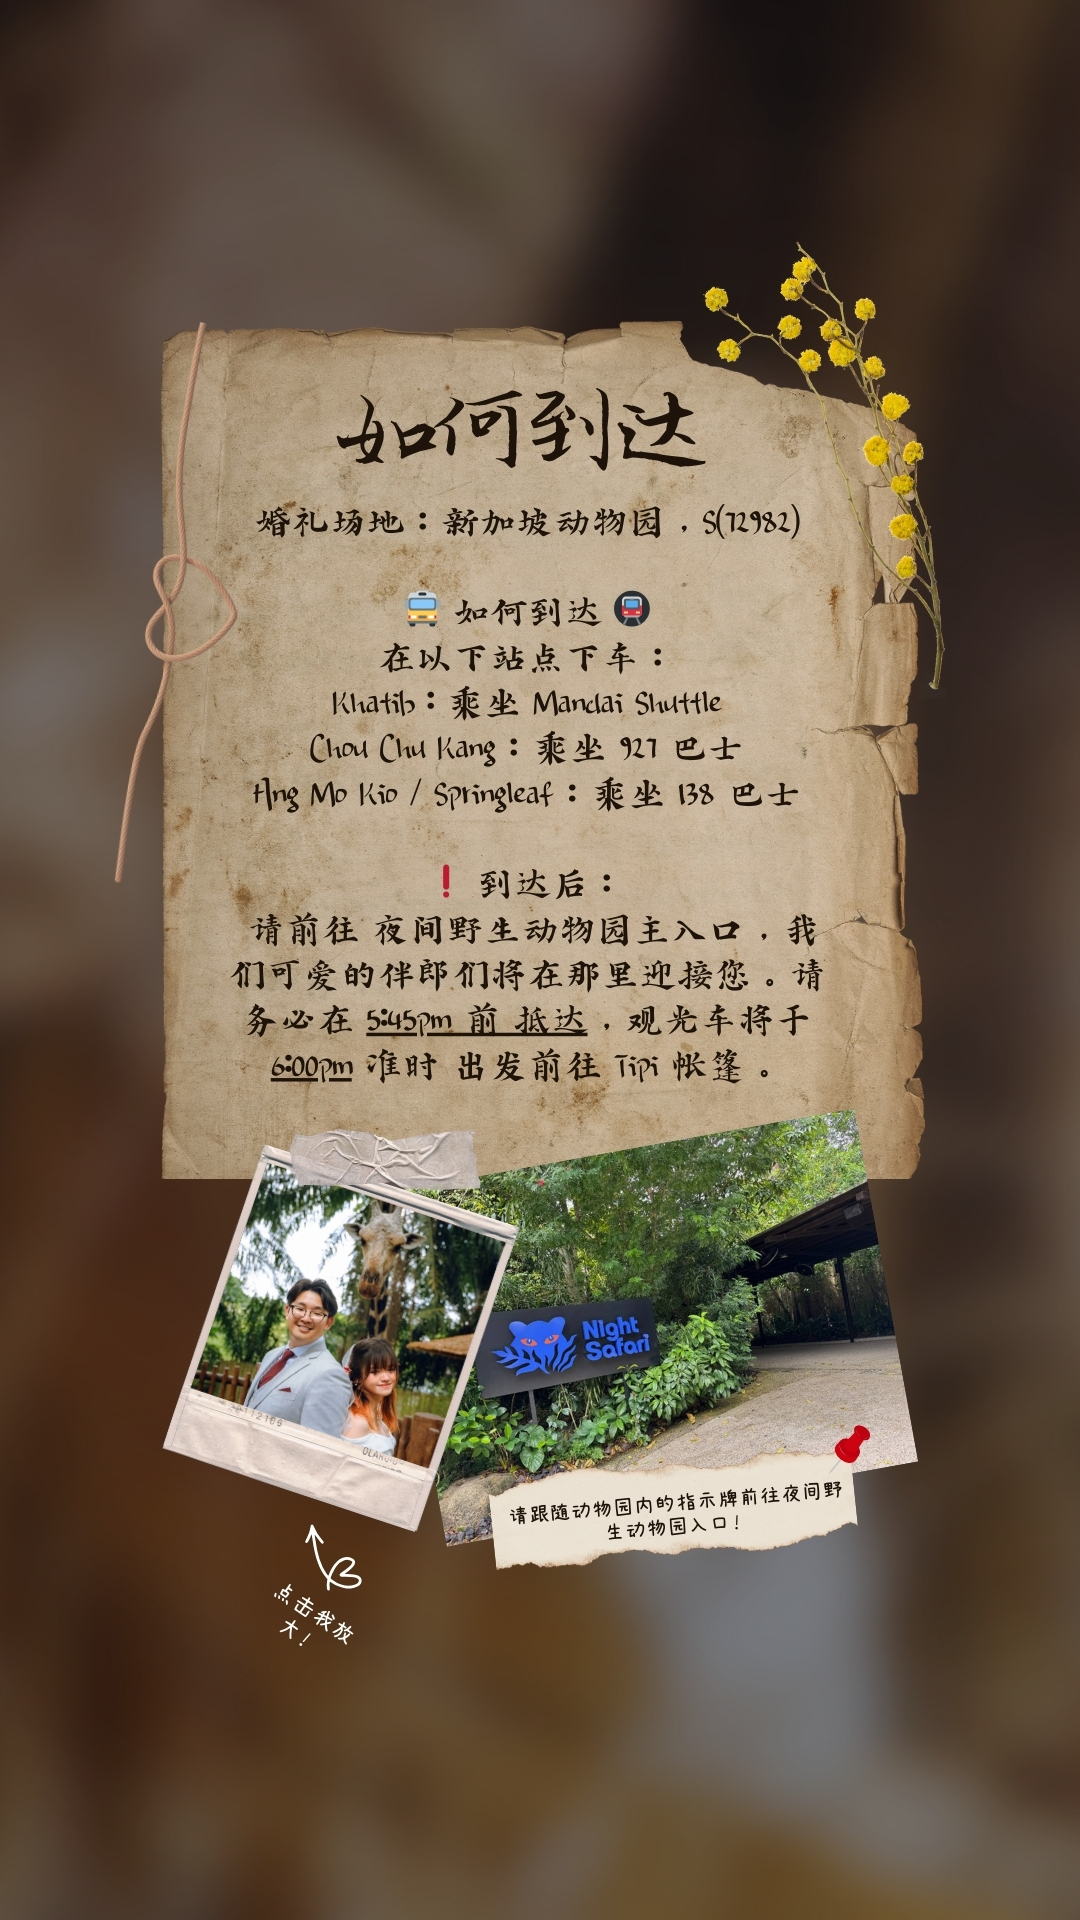 如何到达
婚礼场地：新加坡动物园，S(72982)
如何到达
在以下站点下车：
Khatib：乘坐 Mandai Shuttle
Chou Chu Kang：乘坐 927 巴士
Ang Mo Kio / Springleaf：乘坐 138 巴士
❗ 到达后：
请前往 夜间野生动物园主入口，我
们可爱的伴郎们将在那里迎接您。请
务必在 5:45pm 前 抵达，观光车将于
6:00pm 准时 出发前往 Tipi 帐篷。
Night
Safari
请跟随动物园内的指示牌前往夜间野
生动物园入口！
点击我放
大！